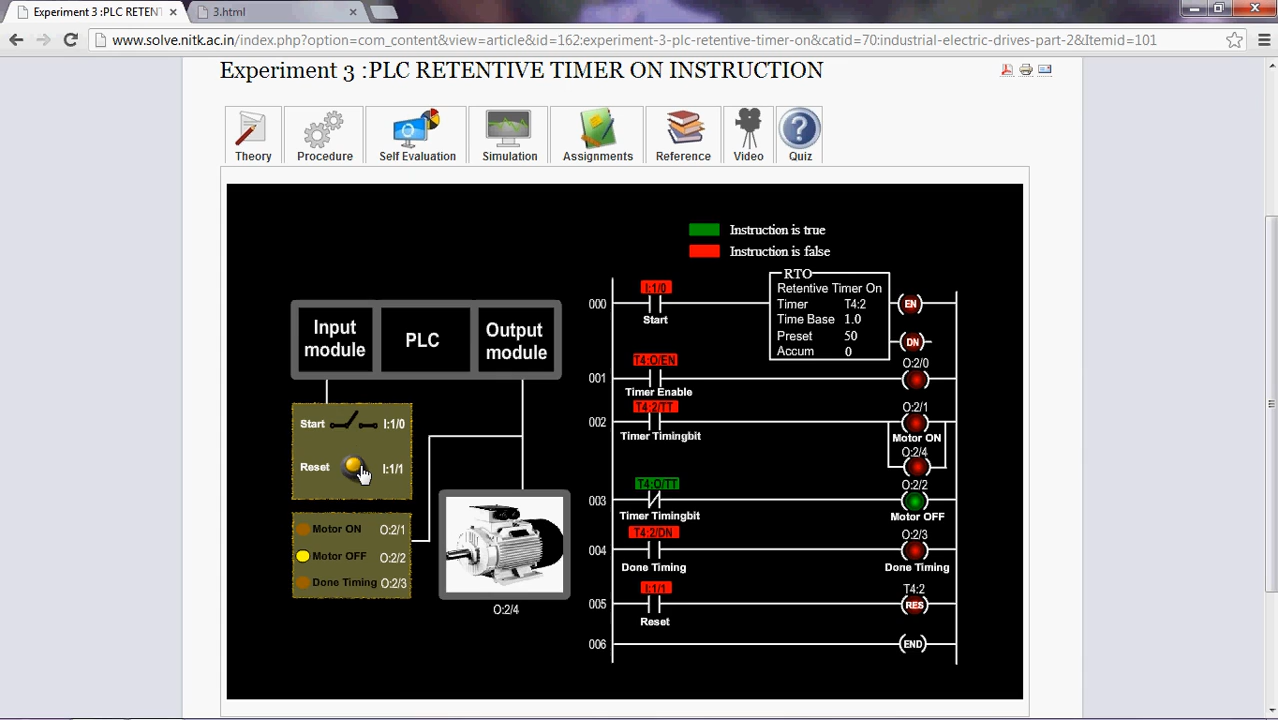 Experiment 3 :PLC RETENT
3.html
www.solve.nitk.ac.in/index.php?option=com_content&view=article&id=162:experiment-3-plc-retentive-timer-on&catid=70:industrial-electric-drives-part-2&Itemid=101
Experiment 3 :PLC RETENTIVE TIMER ON INSTRUCTION
Theory
Procedure
Self Evaluation
Simulation
Assignments
Reference
Video
Quiz
Instruction is true
Instruction is false
Input module
PLC
Output module
Start I:1/0
Reset I:1/1
Motor ON O:2/1
Motor OFF O:2/2
Done Timing O:2/3
O:2/4
RTO
Retentive Timer On
Timer T4:2
Time Base 1.0
Preset 50
Accum 0
000
I:1/0
Start
EN
DN
001
T4:O/EN
Timer Enable
O:2/0
002
T4:2/TT
Timer Timingbit
O:2/1
Motor ON
O:2/4
003
T4:O/TT
Timer Timingbit
O:2/2
Motor OFF
004
T4:2/DN
Done Timing
O:2/3
Done Timing
005
I:1/1
Reset
T4:2
RES
006
END